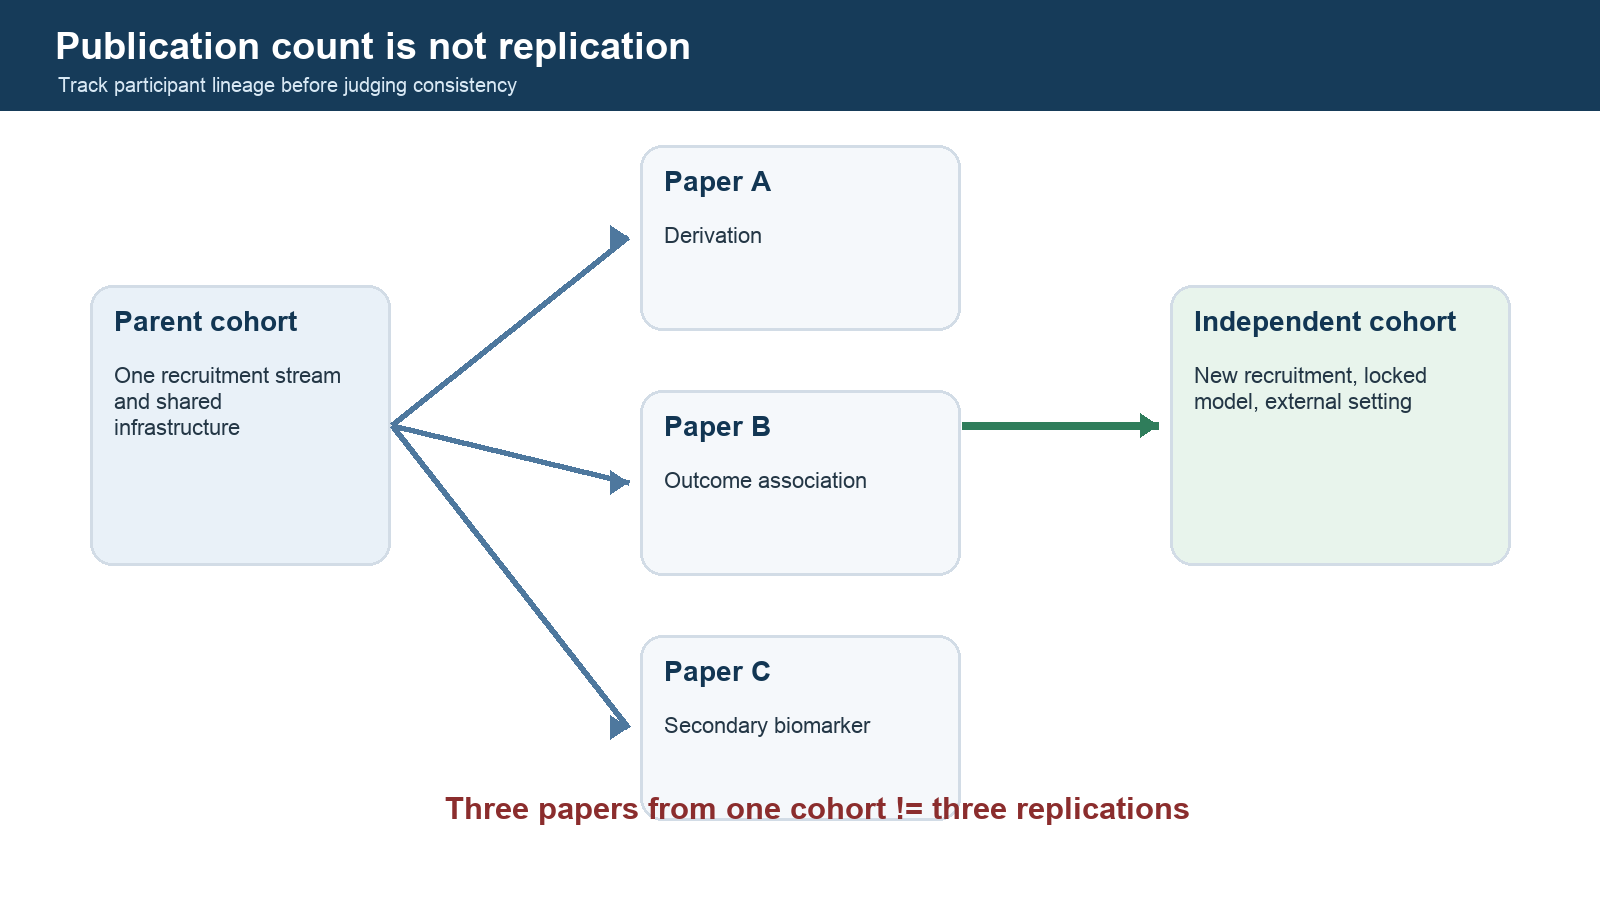 Publication count is not replication
Track participant lineage before judging consistency
Parent cohort
One recruitment stream
and shared
infrastructure
Paper A
Derivation
Paper B
Outcome association
Paper C
Secondary biomarker
Independent cohort
New recruitment, locked
model, external setting
Three papers from one cohort != three replications